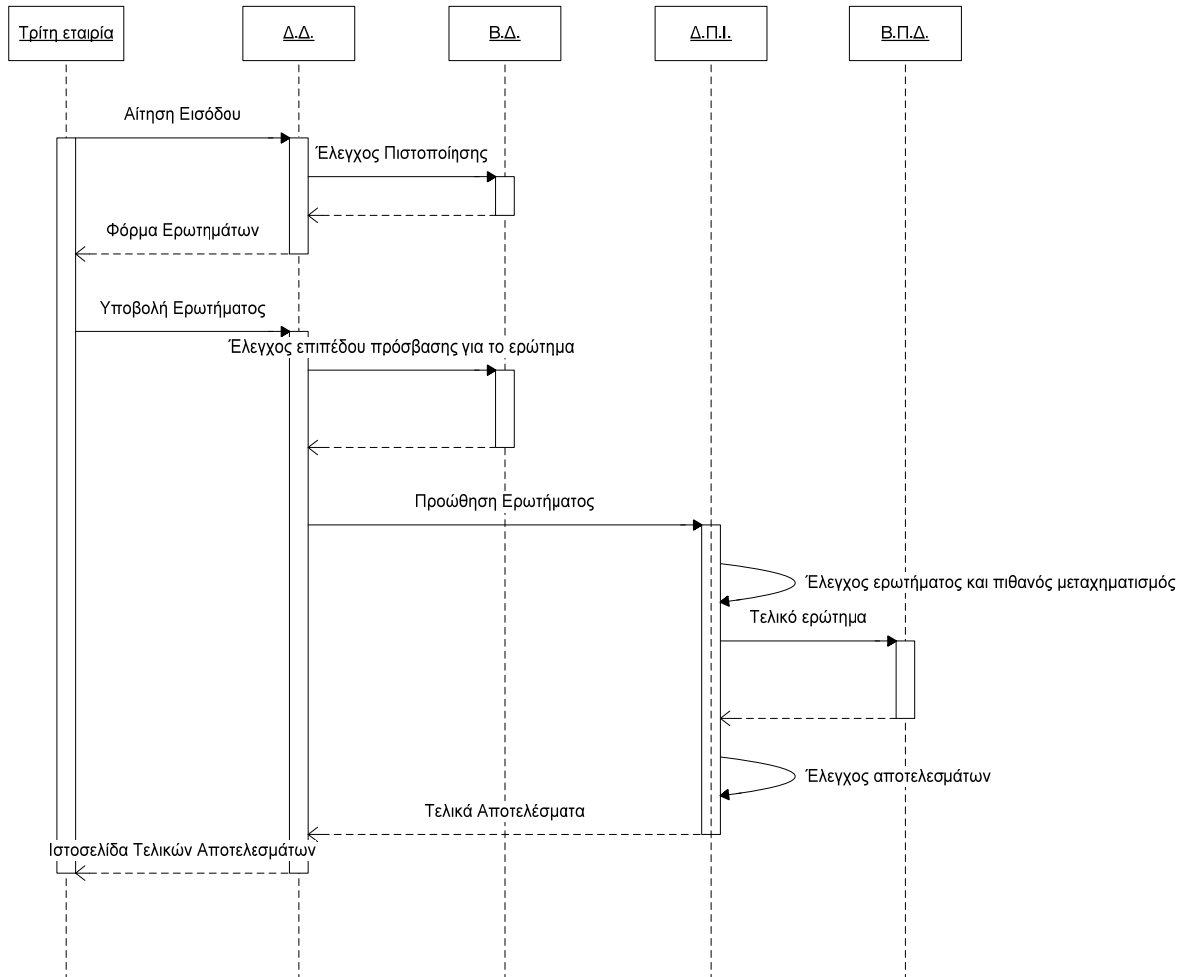 Τρίτη εταιρία
Δ.Δ.
Β.Δ.
Δ.Π.Ι.
Β.Π.Δ.
Αίτηση Εισόδου
Έλεγχος Πιστοποίησης
Φόρμα Ερωτημάτων
Υποβολή Ερωτήματος
Έλεγχος επιπέδου πρόσβασης για το ερώτημα
Προώθηση Ερωτήματος
Έλεγχος ερωτήματος και πιθανός μεταχηματισμός
Τελικό ερώτημα
Έλεγχος αποτελεσμάτων
Τελικά Αποτελέσματα
Ιστοσελίδα Τελικών Αποτελεσμάτων